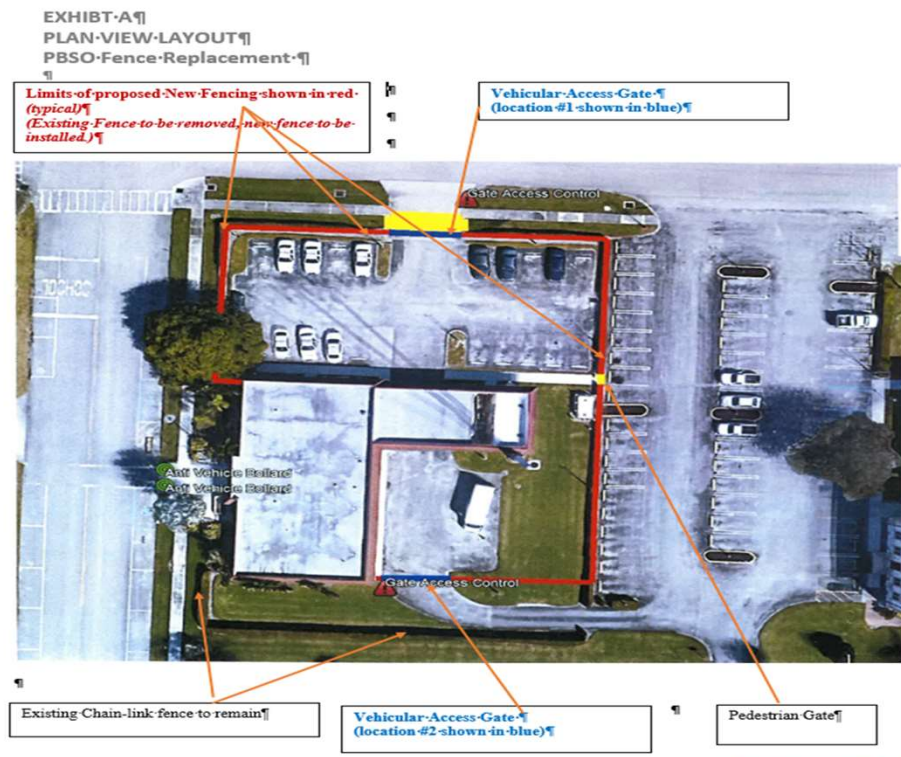 EXHIBT·A¶
PLAN·VIEW·LAYOUT¶
PBSO·Fence·Replacement·¶
¶
Limits·of·proposed·New·Fencing·shown·in·red·
(typical)¶
(Existing·Fence·to·be·removed,·new·fence·to·be·
installed.)¶
¶
¶
¶
Vehicular·Access·Gate·¶
(location·#1·shown·in·blue)¶
Gate Access Control
SCHOOL
Anti Vehicle Bollard
Anti Vehicle Bollard
Gate Access Control
¶
Existing·Chain-link·fence·to·remain¶
Vehicular·Access·Gate·¶
(location·#2·shown·in·blue)¶
¶
Pedestrian·Gate¶